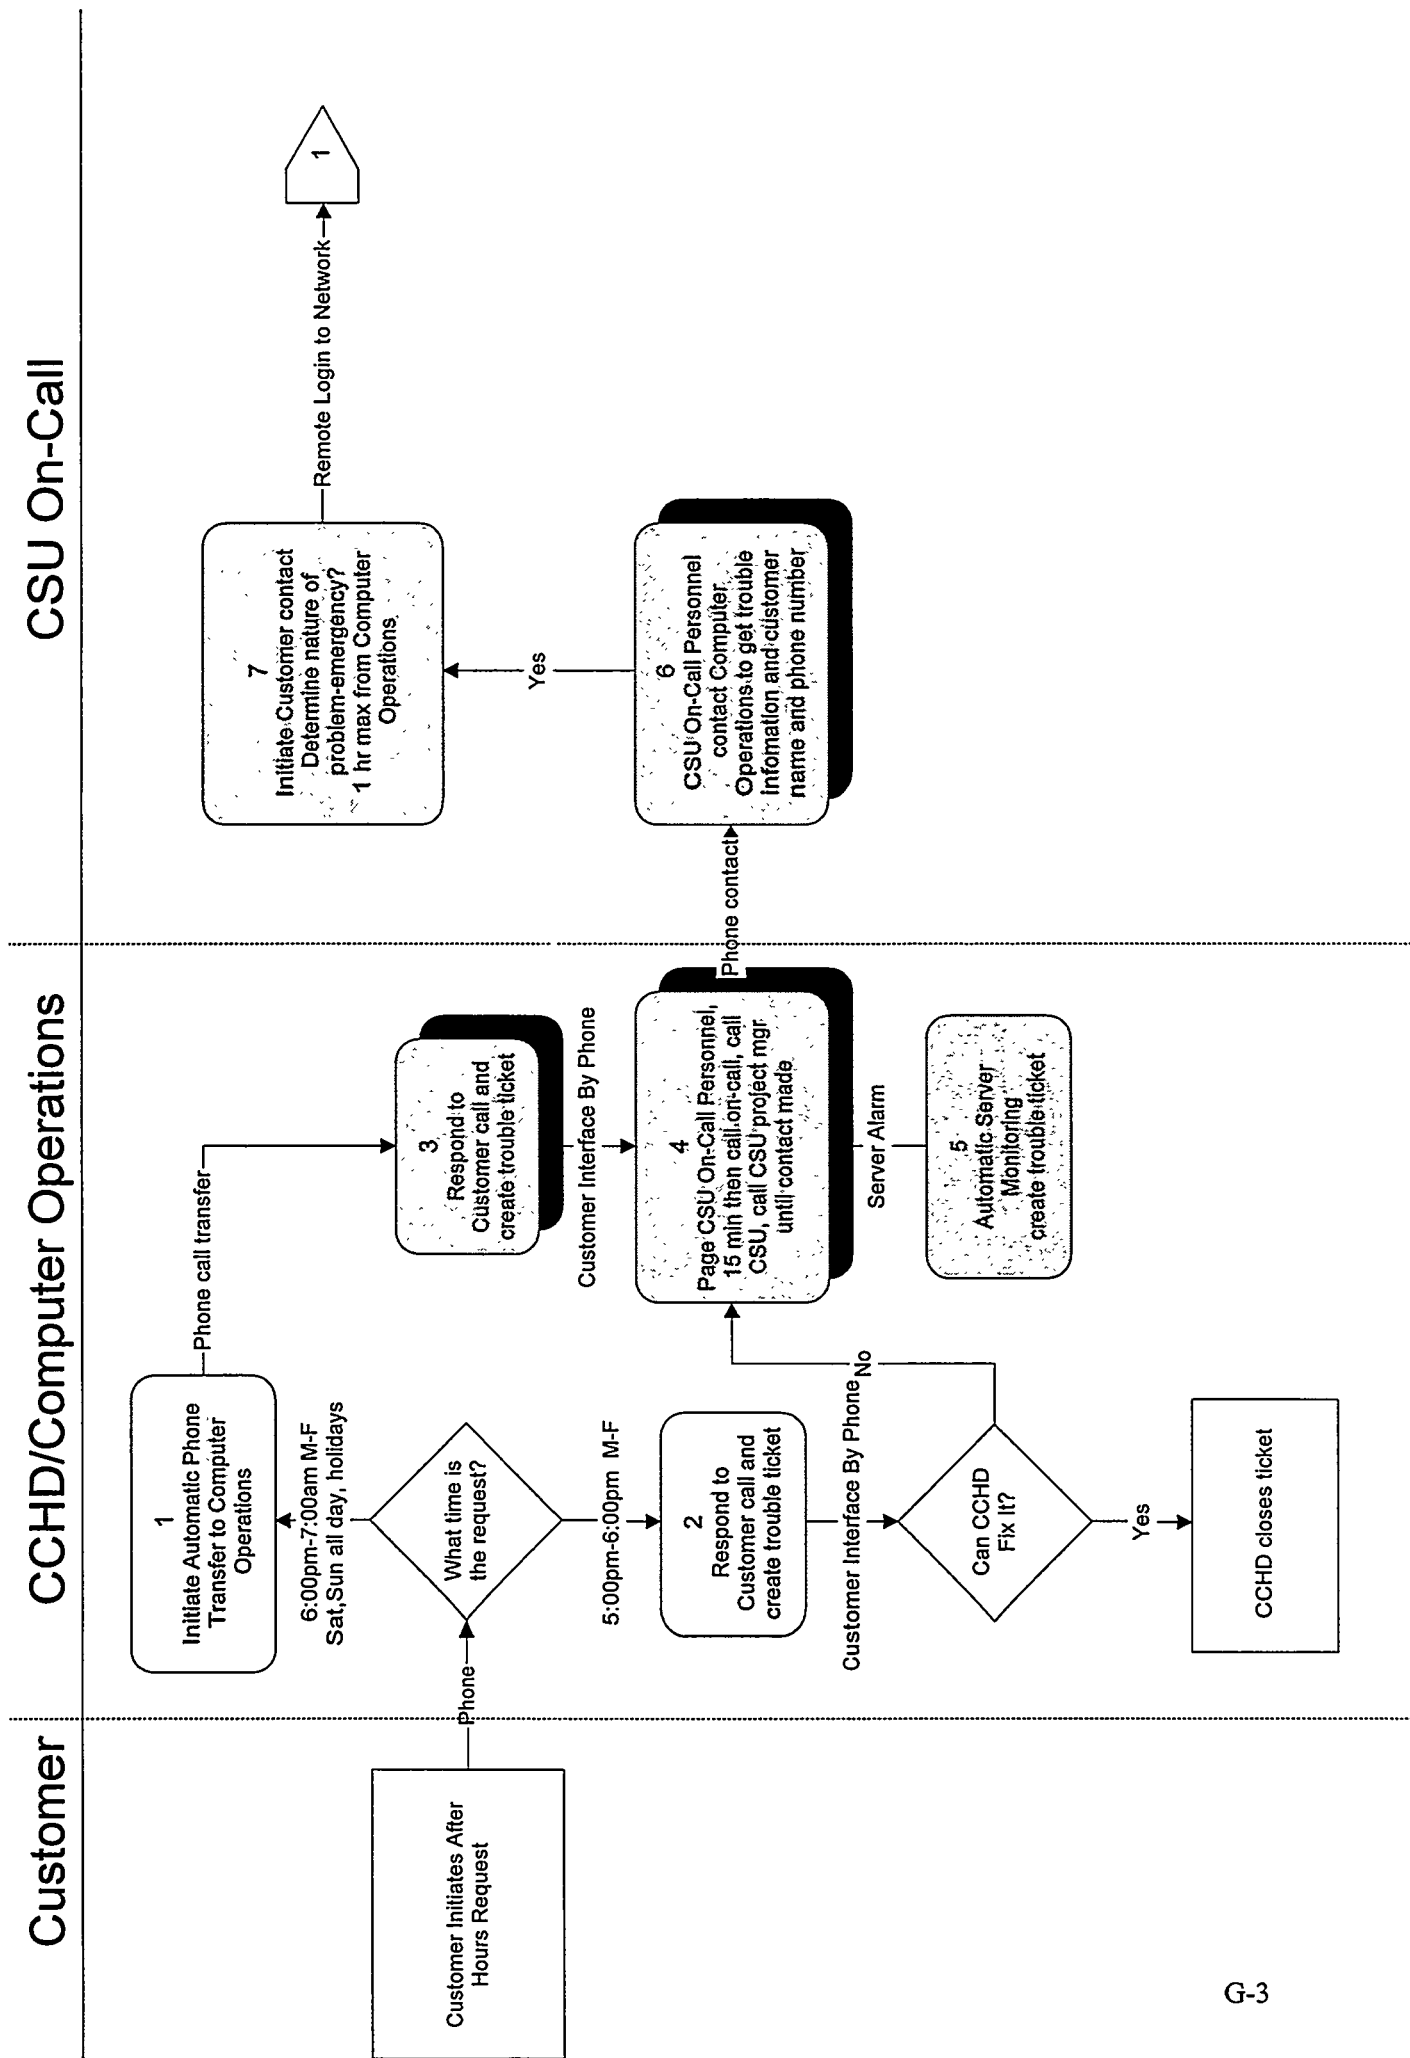 Customer
CCHD/Computer Operations
CSU On-Call
Customer Initiates After
Hours Request
Phone
What time is
the request?
6:00pm-7:00am M-F
Sat,Sun all day, holidays
1
Initiate Automatic Phone
Transfer to Computer
Operations
Phone call transfer
3
Respond to
Customer call and
create trouble ticket
Customer Interface By Phone
5:00pm-6:00pm M-F
2
Respond to
Customer call and
create trouble ticket
Customer Interface By Phone
Can CCHD
Fix It?
No
Yes
CCHD closes ticket
4
Page CSU On-Call Personnel,
15 min then call on-call, call
CSU, call CSU project mgr
until contact made
Server Alarm
5
Automatic Server
Monitoring
create trouble ticket
Phone contact
6
CSU On-Call Personnel
contact Computer
Operations to get trouble
infomation and customer
name and phone number
Yes
7
Initiate Customer contact
Determine nature of
problem-emergency?
1 hr max from Computer
Operations
Remote Login to Network
1
G-3